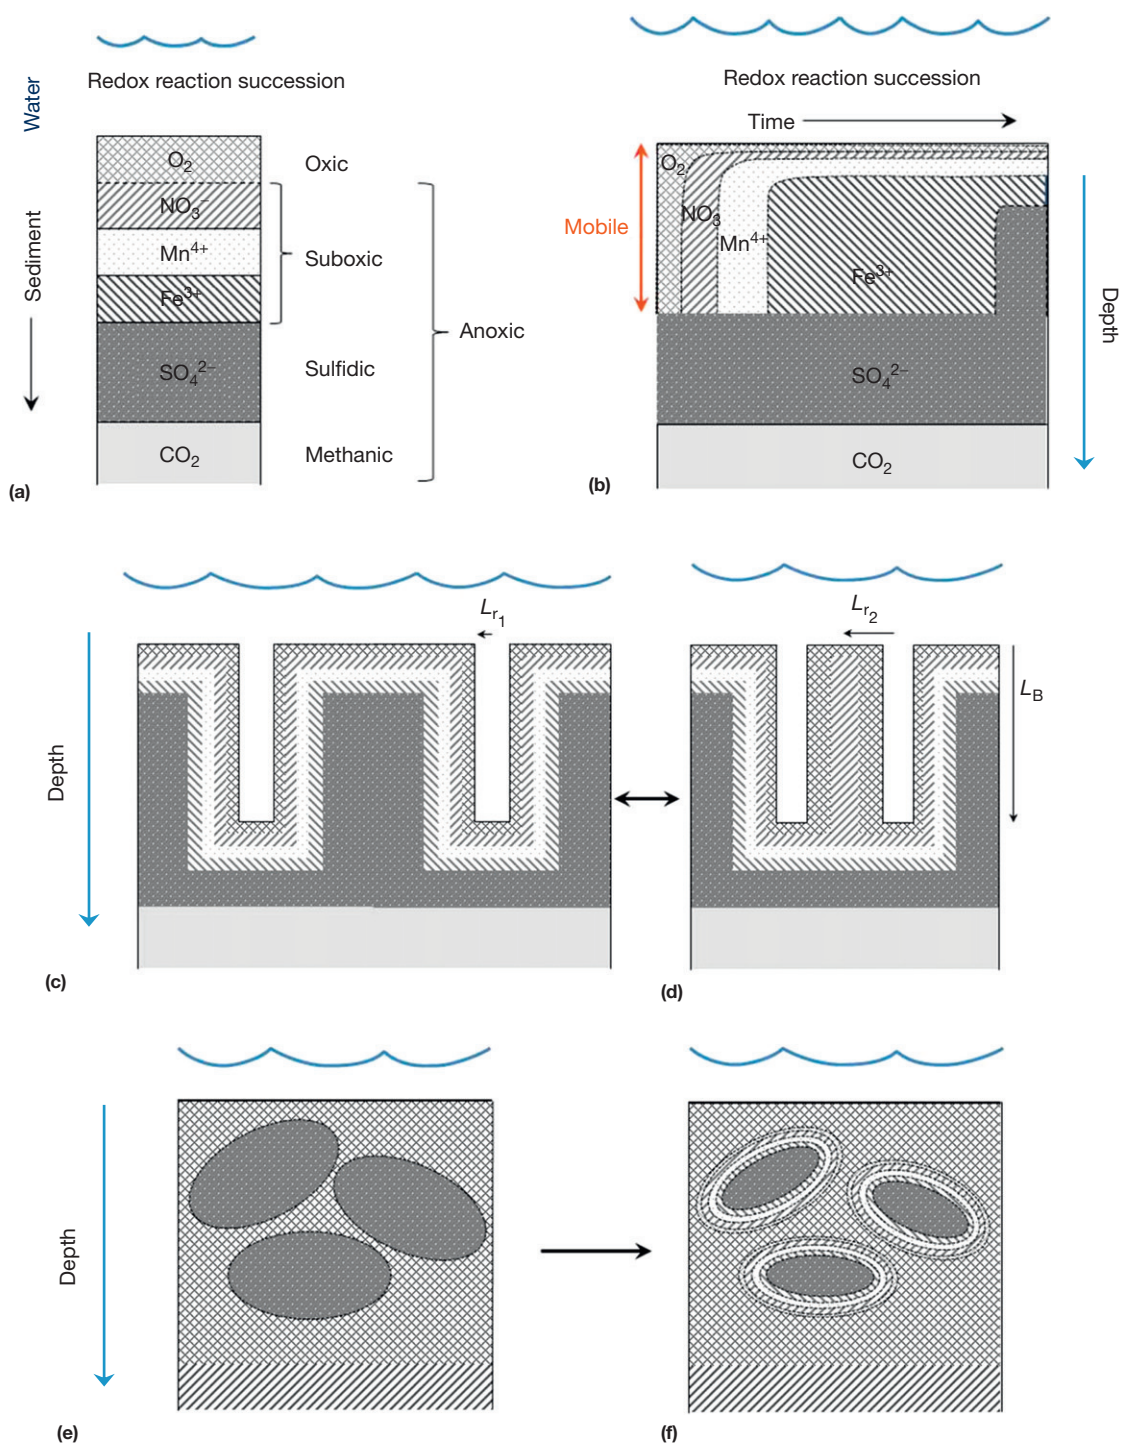 Water
Sediment
Redox reaction succession
O₂
NO₃⁻
Mn⁴⁺
Fe³⁺
SO₄²⁻
CO₂
Oxic
Suboxic
Sulfidic
Methanic
Anoxic
(a)
Redox reaction succession
Time
Mobile
O₂
NO₃
Mn⁴⁺
Fe³⁺
SO₄²⁻
CO₂
Depth
(b)
Depth
Lr₁
(c)
Lr₂
LB
(d)
Depth
(e)
(f)